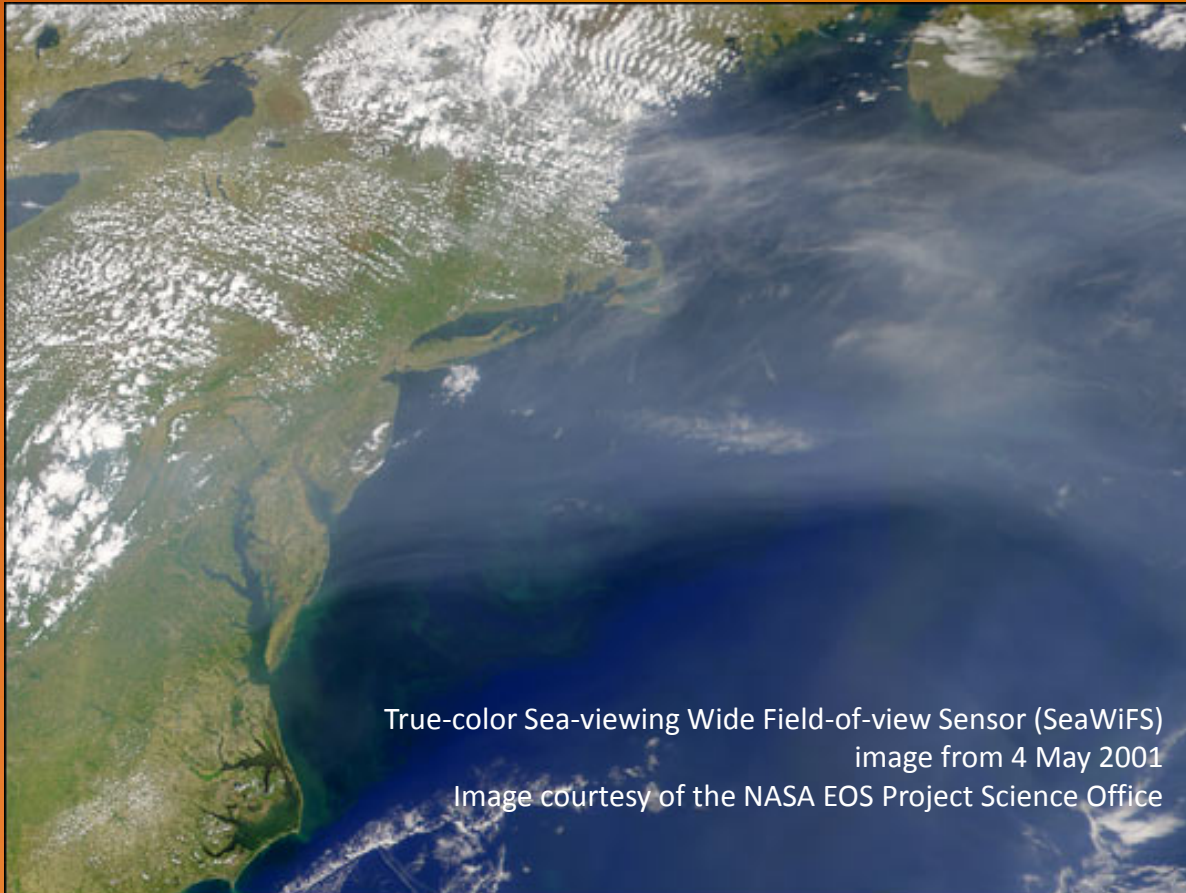 True-color Sea-viewing Wide Field-of-view Sensor (SeaWiFS)
image from 4 May 2001
Image courtesy of the NASA EOS Project Science Office